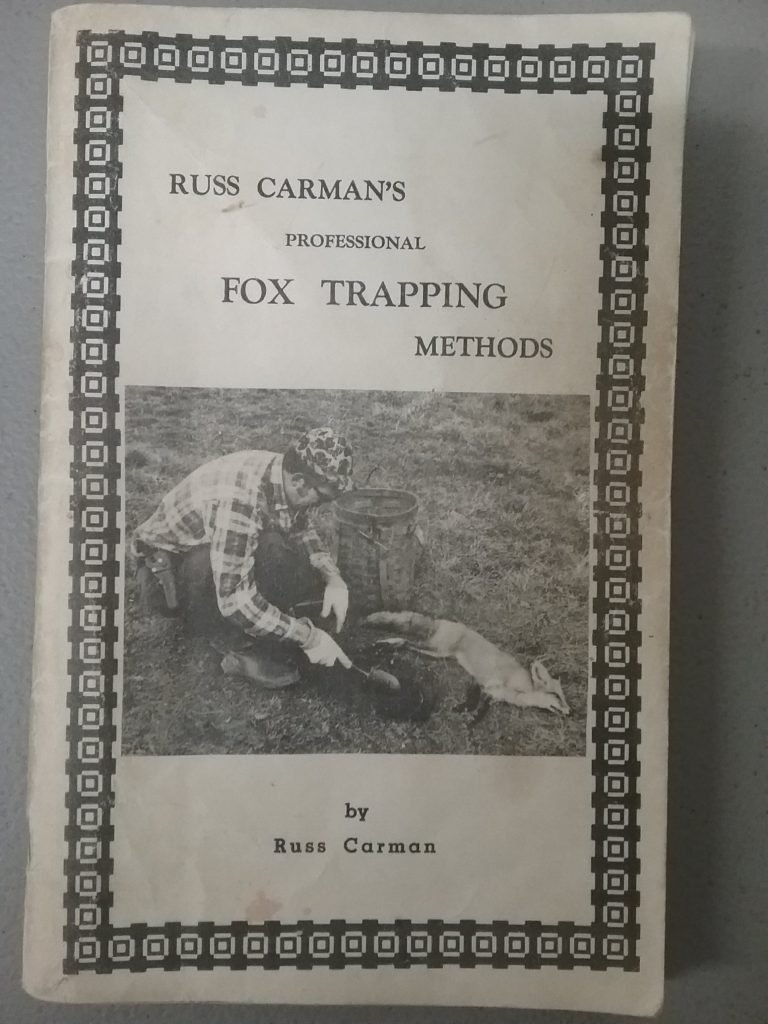 RUSS CARMAN'S
PROFESSIONAL
FOX TRAPPING
METHODS
by
Russ Carman